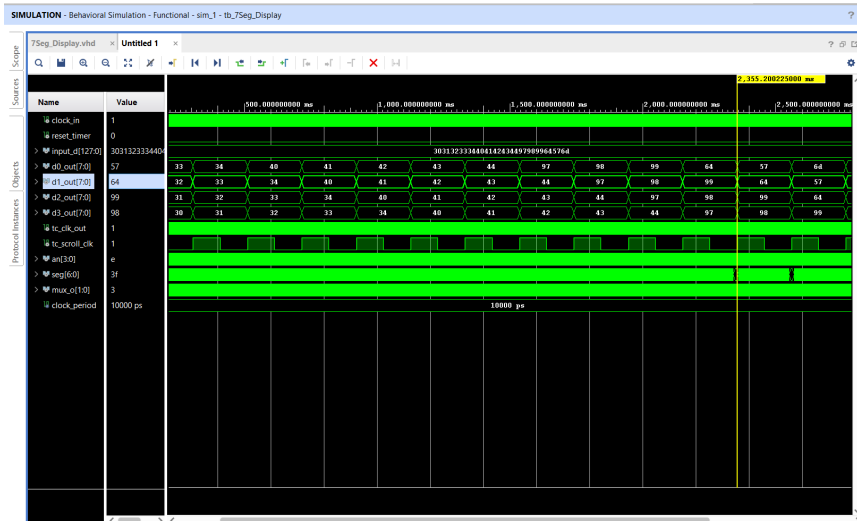 SIMULATION - Behavioral Simulation - Functional - sim_1 - tb_7Seg_Display ?
7Seg_Display.vhd × Untitled 1 × ?
Scope
Sources
Objects
Protocol Instances
2,355.200225000 ms
500.000000000 ms 1,000.000000000 ms 1,500.000000000 ms 2,000.000000000 ms 2,500.000000000 ms
Name Value
clock_in 1
reset_timer 0
input_d[127:0] 303132333440 3031323334404142434497989964576d
d0_out[7:0] 57 33 34 40 41 42 43 44 97 98 99 64 57 6d
d1_out[7:0] 64 32 33 34 40 41 42 43 44 97 98 99 64 57
d2_out[7:0] 99 31 32 33 34 40 41 42 43 44 97 98 99 64
d3_out[7:0] 98 30 31 32 33 34 40 41 42 43 44 97 98 99
tc_clk_out 1
tc_scroll_clk 1
an[3:0] e
seg[6:0] 3f
mux_o[1:0] 3
clock_period 10000 ps 10000 ps